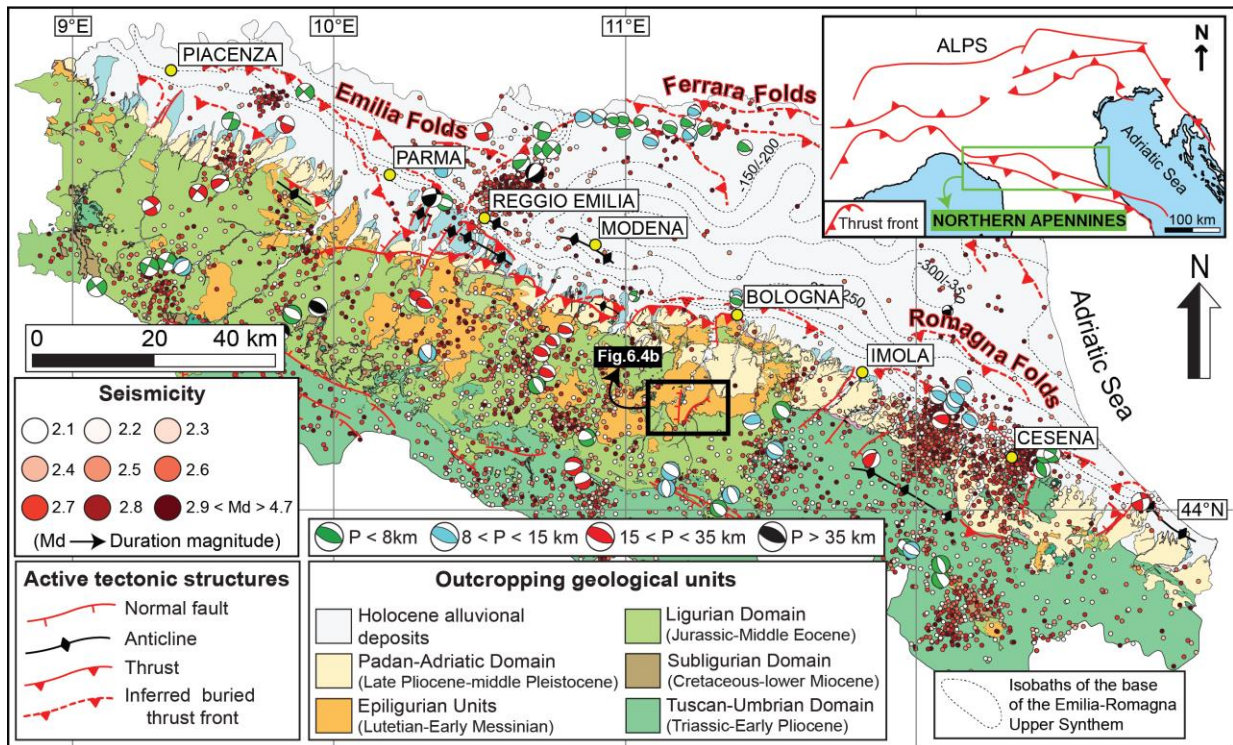 9°E
10°E
11°E
PIACENZA
Emilia Folds
Ferrara Folds
PARMA
REGGIO EMILIA
MODENA
BOLOGNA
IMOLA
Romagna Folds
CESENA
Adriatic Sea
-150/-200
-300/-350
-250
Fig.6.4b
44°N
N
0 20 40 km
ALPS
N
Adriatic Sea
Thrust front
NORTHERN APENNINES
100 km
Seismicity
2.1 2.2 2.3
2.4 2.5 2.6
2.7 2.8 2.9 < Md > 4.7
(Md Duration magnitude)
P < 8km 8 < P < 15 km 15 < P < 35 km P > 35 km
Active tectonic structures
Normal fault
Anticline
Thrust
Inferred buried
thrust front
Outcropping geological units
Holocene alluvional
deposits
Padan-Adriatic Domain
(Late Pliocene-middle Pleistocene)
Epiligurian Units
(Lutetian-Early Messinian)
Ligurian Domain
(Jurassic-Middle Eocene)
Subligurian Domain
(Cretaceous-lower Miocene)
Tuscan-Umbrian Domain
(Triassic-Early Pliocene)
Isobaths of the base
of the Emilia-Romagna
Upper Synthem